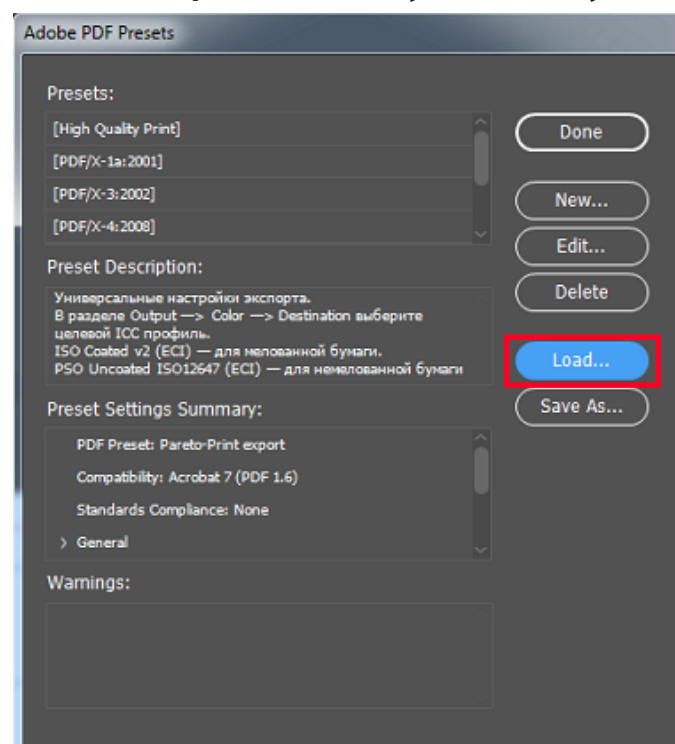 Adobe PDF Presets
Presets:
[High Quality Print]
[PDF/X-1a:2001]
[PDF/X-3:2002]
[PDF/X-4:2008]
Done
New...
Edit...
Delete
Load...
Save As...
Preset Description:
Универсальные настройки экспорта.
В разделе Output —> Color —> Destination выберите
целевой ICC профиль.
ISO Coated v2 (ECI) — для мелованной бумаги.
PSO Uncoated ISO12647 (ECI) — для немелованной бумаги
Preset Settings Summary:
PDF Preset: Pareto-Print export
Compatibility: Acrobat 7 (PDF 1.6)
Standards Compliance: None
> General
Warnings: